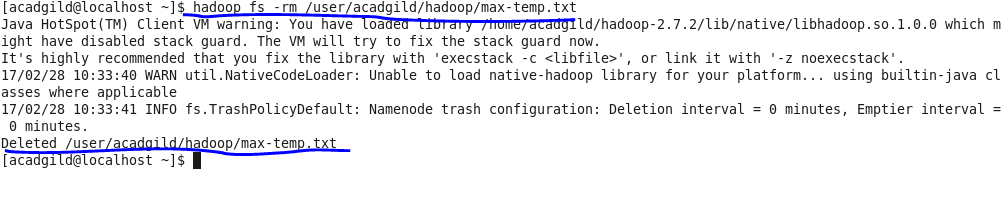 [acadgild@localhost ~]$ hadoop fs -rm /user/acadgild/hadoop/max-temp.txt
Java HotSpot(TM) Client VM warning: You have loaded library /home/acadgild/hadoop-2.7.2/lib/native/libhadoop.so.1.0.0 which m
ight have disabled stack guard. The VM will try to fix the stack guard now.
It's highly recommended that you fix the library with 'execstack -c <libfile>', or link it with '-z noexecstack'.
17/02/28 10:33:40 WARN util.NativeCodeLoader: Unable to load native-hadoop library for your platform... using builtin-java cl
asses where applicable
17/02/28 10:33:41 INFO fs.TrashPolicyDefault: Namenode trash configuration: Deletion interval = 0 minutes, Emptier interval =
 0 minutes.
Deleted /user/acadgild/hadoop/max-temp.txt
[acadgild@localhost ~]$